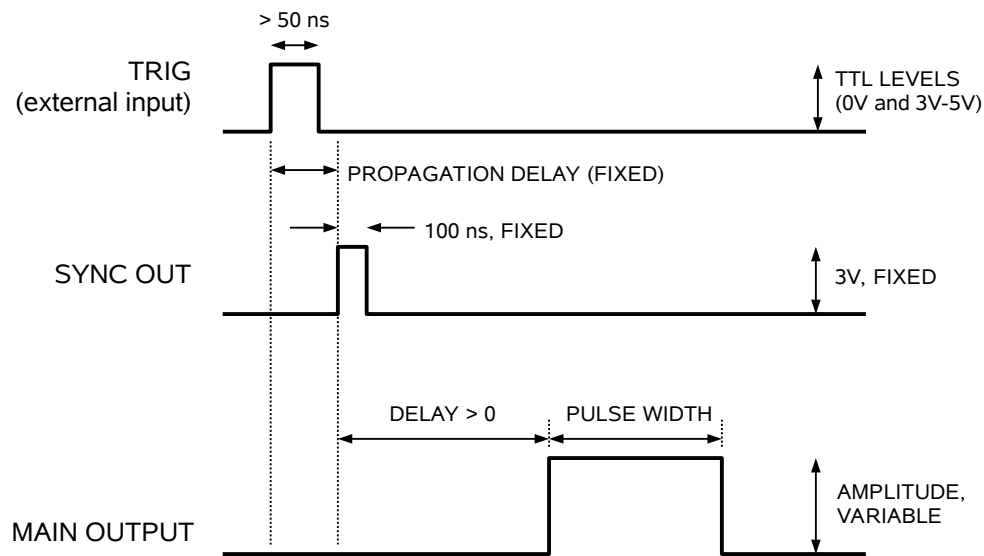 > 50 ns
TRIG
(external input)
TTL LEVELS
(0V and 3V-5V)
PROPAGATION DELAY (FIXED)
100 ns, FIXED
SYNC OUT
3V, FIXED
DELAY > 0
PULSE WIDTH
MAIN OUTPUT
AMPLITUDE,
VARIABLE